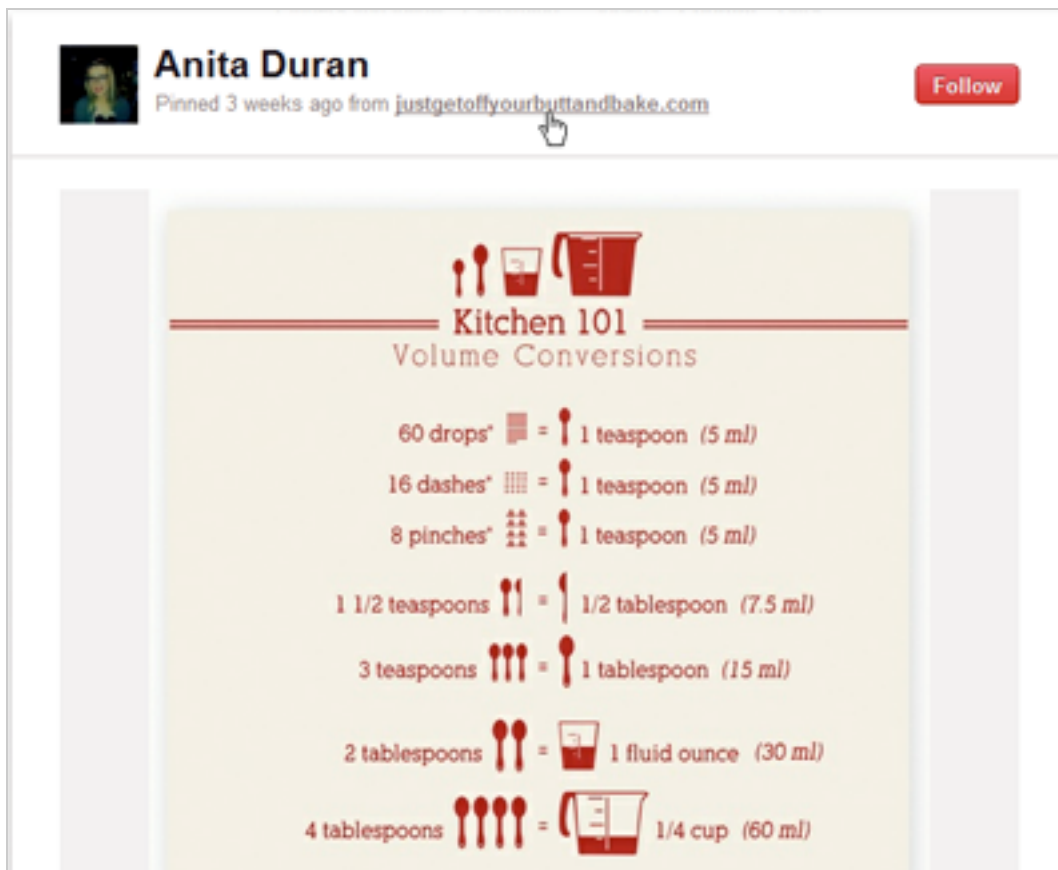 Anita Duran
Pinned 3 weeks ago from justgetoffyourbuttandbake.com
Follow
Kitchen 101
Volume Conversions
60 drops* = 1 teaspoon (5 ml)
16 dashes* = 1 teaspoon (5 ml)
8 pinches* = 1 teaspoon (5 ml)
1 1/2 teaspoons = 1/2 tablespoon (7.5 ml)
3 teaspoons = 1 tablespoon (15 ml)
2 tablespoons = 1 fluid ounce (30 ml)
4 tablespoons = 1/4 cup (60 ml)